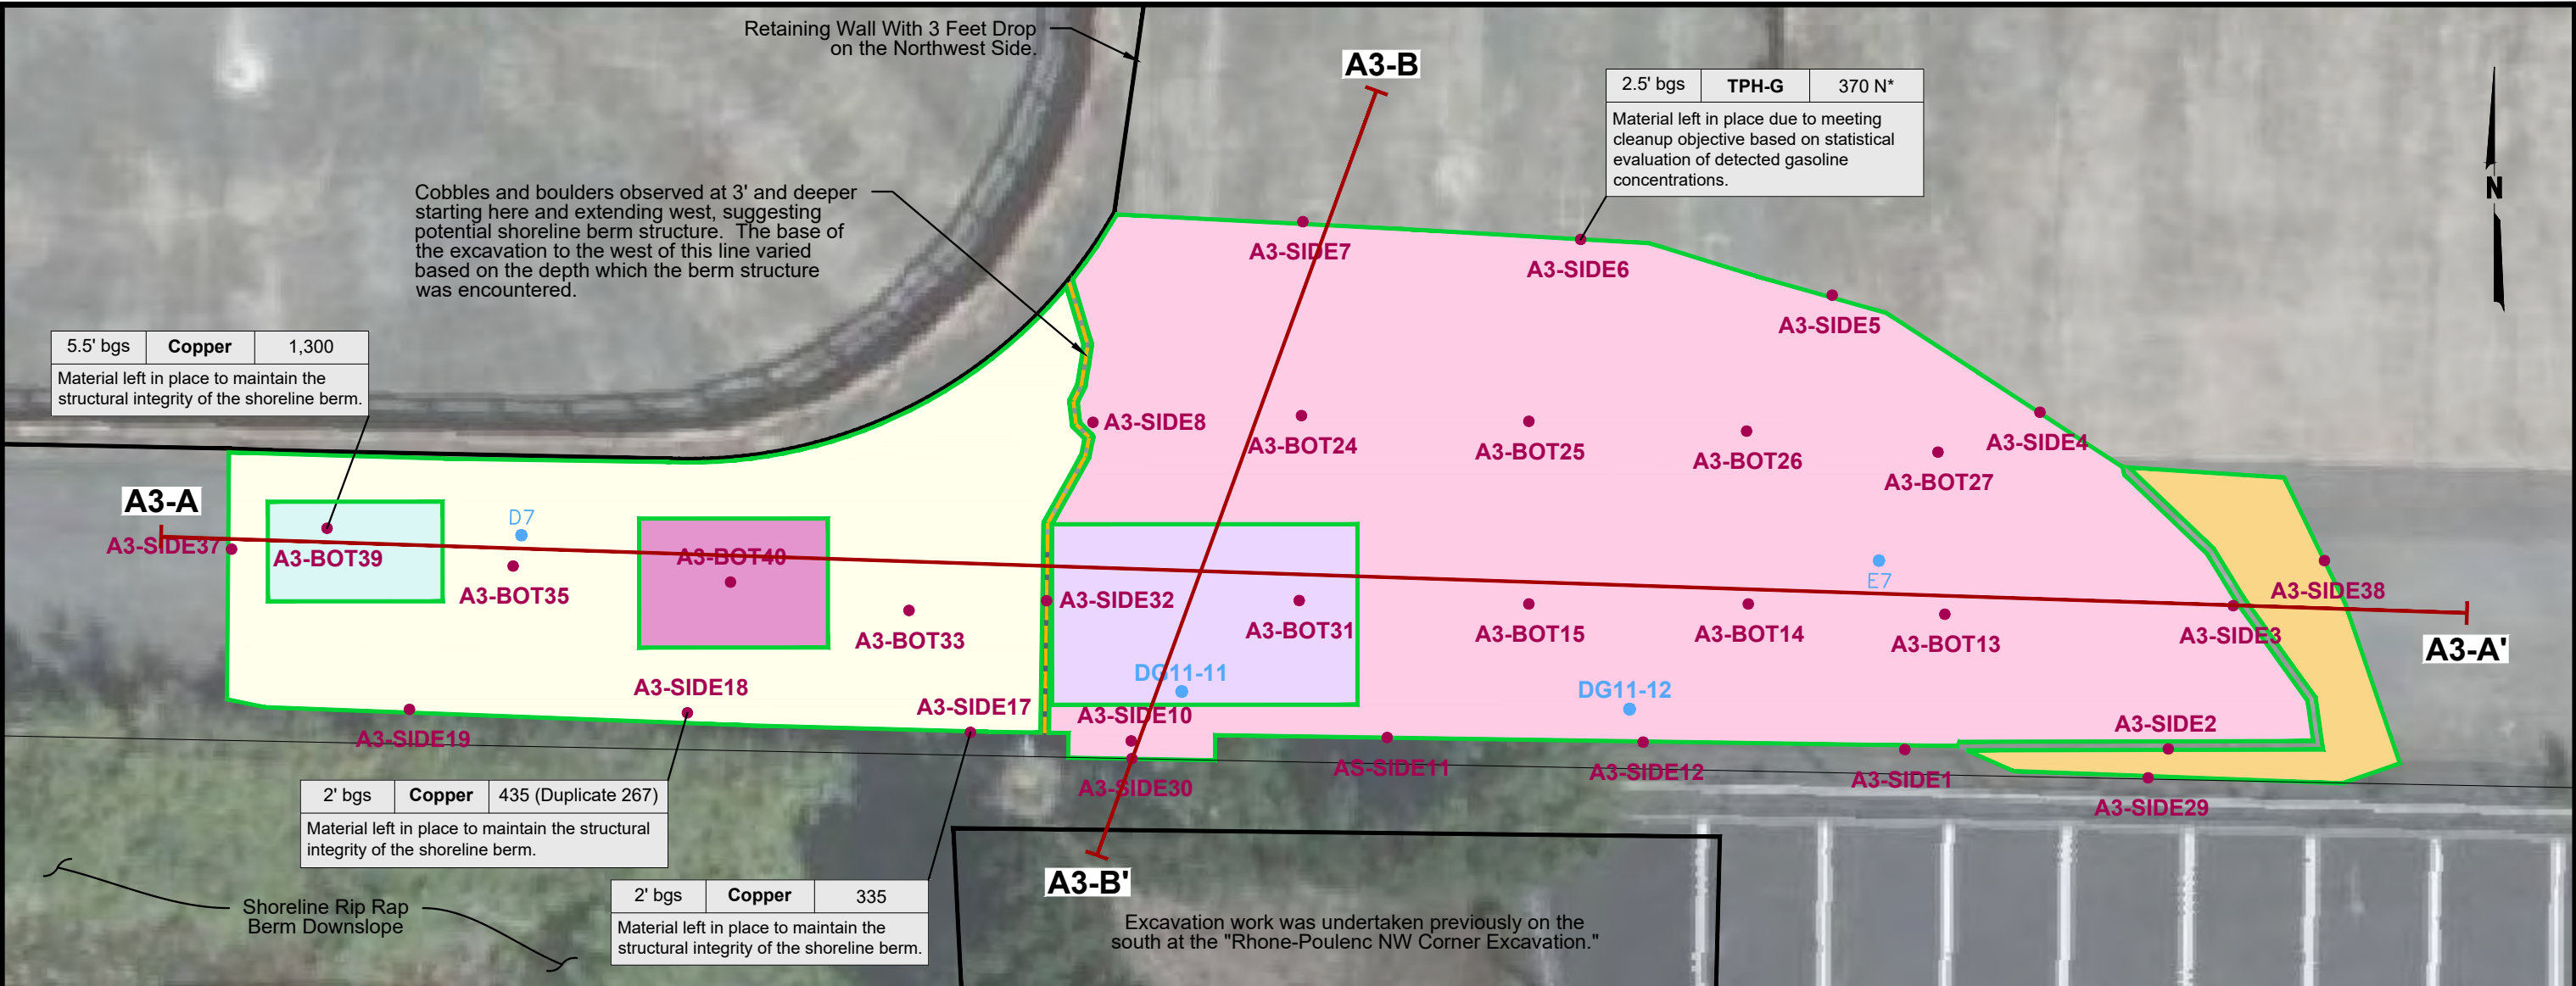 Retaining Wall With 3 Feet Drop
on the Northwest Side.
A3-B
2.5' bgs TPH-G 370 N*
Material left in place due to meeting
cleanup objective based on statistical
evaluation of detected gasoline
concentrations.
N
Cobbles and boulders observed at 3' and deeper
starting here and extending west, suggesting
potential shoreline berm structure. The base of
the excavation to the west of this line varied
based on the depth which the berm structure
was encountered.
A3-SIDE7
A3-SIDE6
A3-SIDE5
5.5' bgs Copper 1,300
Material left in place to maintain the
structural integrity of the shoreline berm.
A3-SIDE8
A3-BOT24
A3-BOT25
A3-BOT26
A3-SIDE4
A3-BOT27
A3-A
D7
A3-SIDE37
A3-BOT39
A3-BOT40
A3-BOT35
A3-BOT33
A3-SIDE32
A3-BOT31
A3-BOT15
A3-BOT14
E7
A3-BOT13
A3-SIDE38
A3-SIDE3
A3-A'
DG11-11
DG11-12
A3-SIDE18
A3-SIDE17
A3-SIDE10
A3-SIDE2
A3-SIDE19
AS-SIDE11
A3-SIDE12
A3-SIDE1
A3-SIDE30
A3-SIDE29
2' bgs Copper 435 (Duplicate 267)
Material left in place to maintain the structural
integrity of the shoreline berm.
A3-B'
2' bgs Copper 335
Material left in place to maintain the
structural integrity of the shoreline berm.
Shoreline Rip Rap
Berm Downslope
Excavation work was undertaken previously on the
south at the "Rhone-Poulenc NW Corner Excavation."